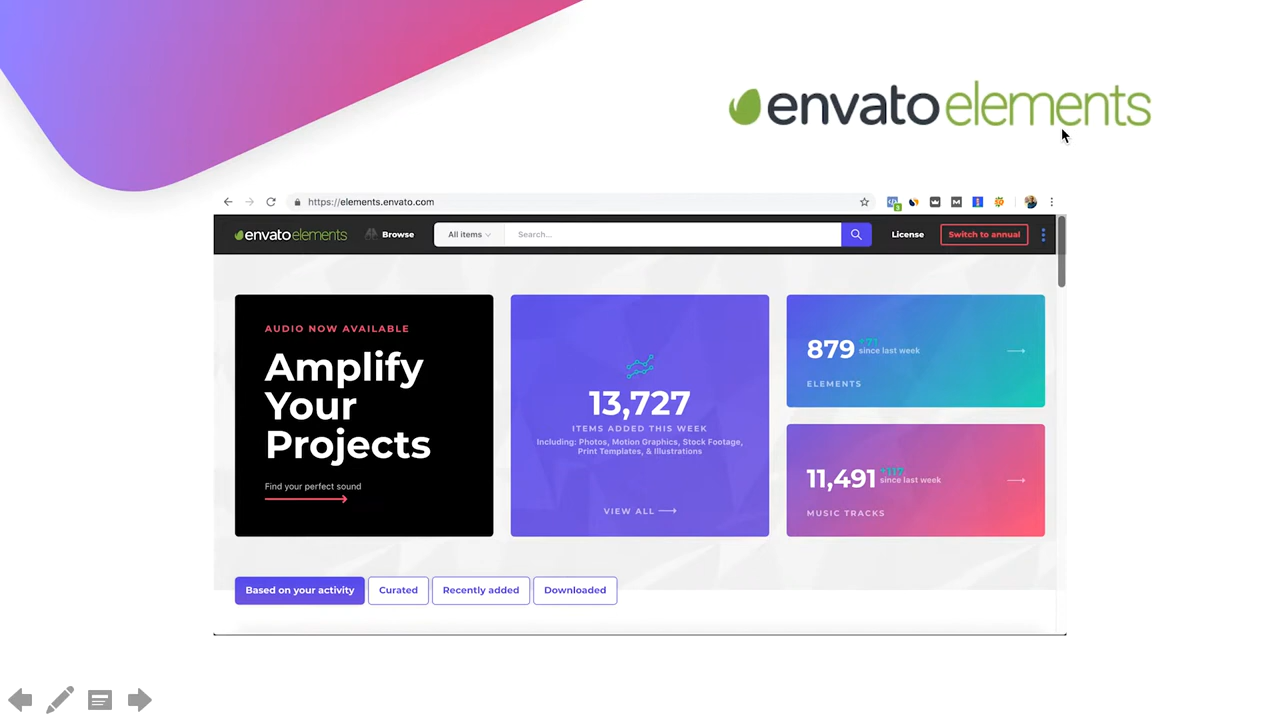 envato elements
https://elements.envato.com
envato elements
Browse
All items
Search...
License
Switch to annual
AUDIO NOW AVAILABLE
Amplify
Your
Projects
Find your perfect sound
13,727
ITEMS ADDED THIS WEEK
Including: Photos, Motion Graphics, Stock Footage,
Print Templates, & Illustrations
VIEW ALL
879 +71 since last week
ELEMENTS
11,491 +117 since last week
MUSIC TRACKS
Based on your activity
Curated
Recently added
Downloaded